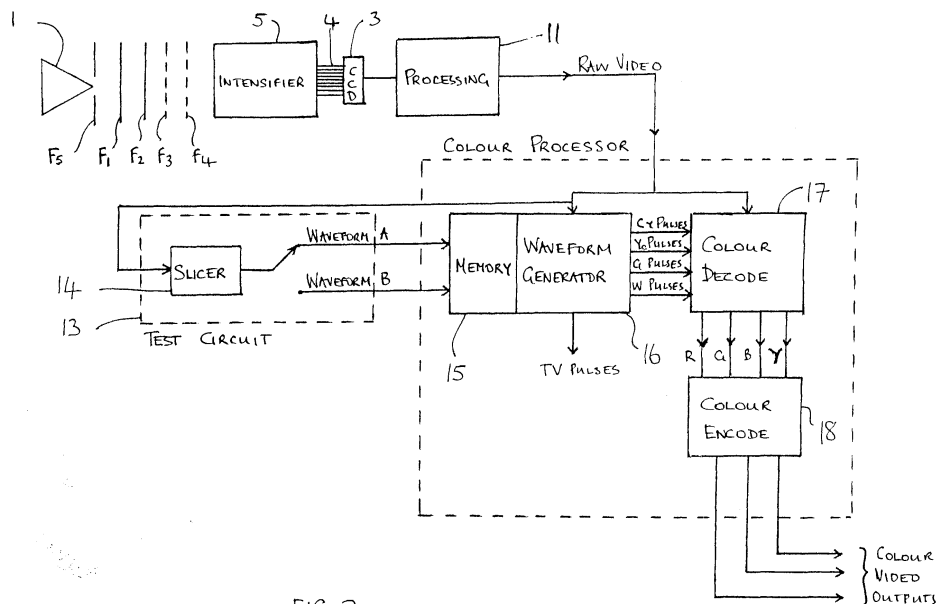 1
5
4
3
11
INTENSIFIER
CCD
PROCESSING
RAW VIDEO
F5
F1
F2
F3
F4
COLOUR PROCESSOR
17
WAVEFORM A
SLICER
WAVEFORM B
14
13
TEST CIRCUIT
MEMORY
WAVEFORM
GENERATOR
CY PULSES
YO PULSES
G PULSES
W PULSES
COLOUR
DECODE
15
16
TV PULSES
R
G
B
Y
COLOUR
ENCODE
18
COLOUR
VIDEO
OUTPUTS